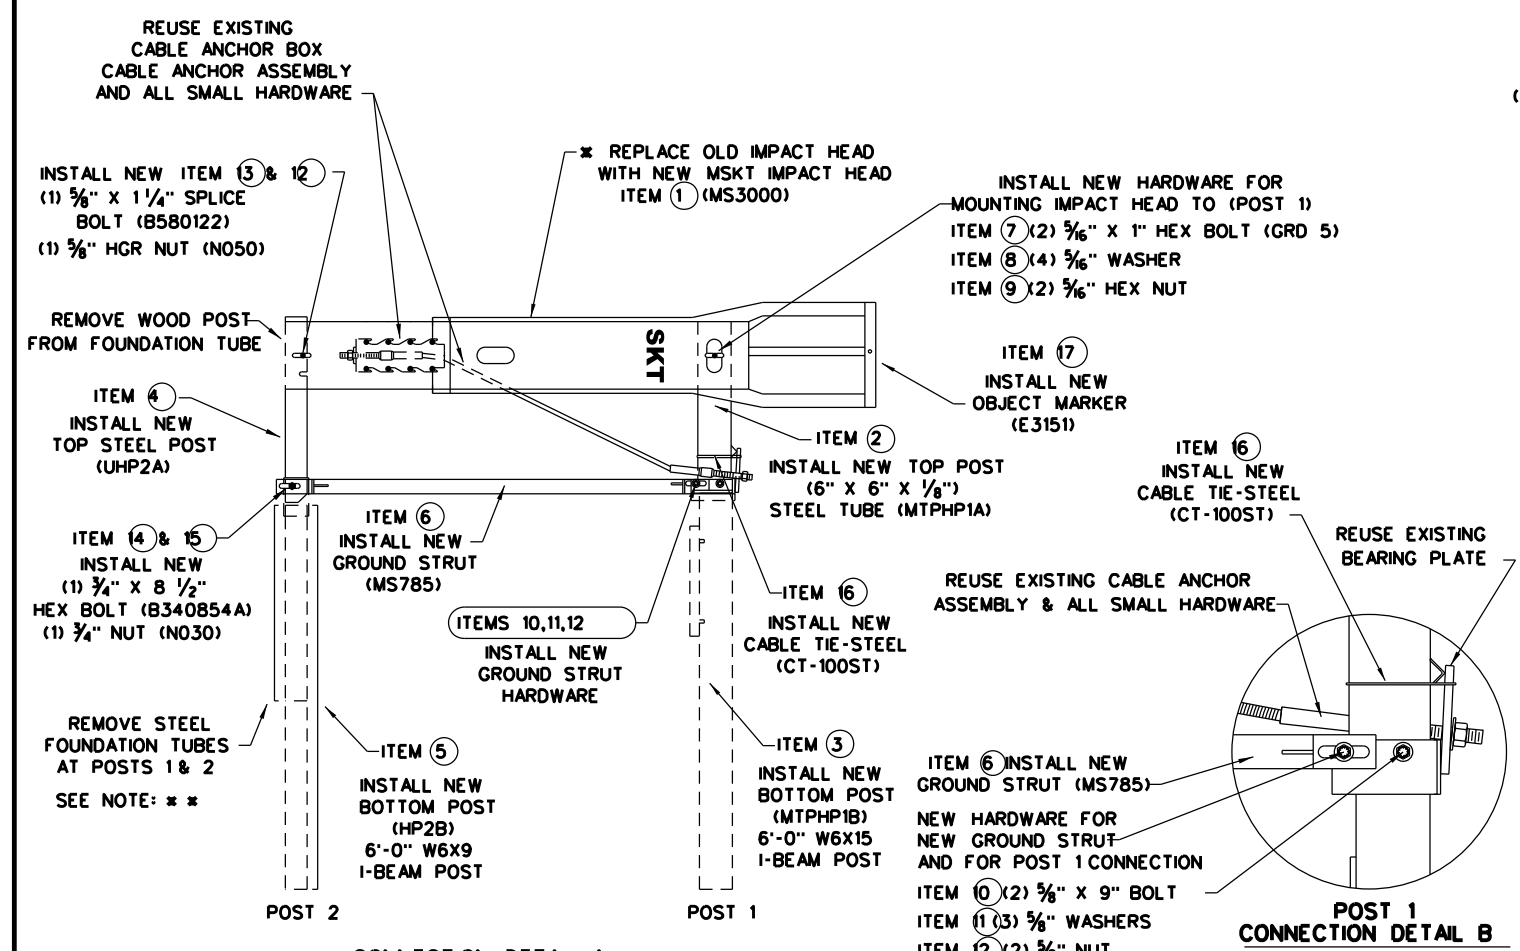 REUSE EXISTING
CABLE ANCHOR BOX
CABLE ANCHOR ASSEMBLY
AND ALL SMALL HARDWARE
INSTALL NEW ITEM 13 & 12
(1) 5/8" X 1 1/4" SPLICE
BOLT (B580122)
(1) 5/8" HGR NUT (N050)
* REPLACE OLD IMPACT HEAD
WITH NEW MSKT IMPACT HEAD
ITEM 1 (MS3000)
INSTALL NEW HARDWARE FOR
MOUNTING IMPACT HEAD TO (POST 1)
ITEM 7 (2) 5/16" X 1" HEX BOLT (GRD 5)
ITEM 8 (4) 5/16" WASHER
ITEM 9 (2) 5/16" HEX NUT
REMOVE WOOD POST
FROM FOUNDATION TUBE
SKT
ITEM 17
INSTALL NEW
OBJECT MARKER
(E3151)
ITEM 4
INSTALL NEW
TOP STEEL POST
(UHP2A)
ITEM 2
INSTALL NEW TOP POST
(6" X 6" X 1/8")
STEEL TUBE (MTPHP1A)
ITEM 16
INSTALL NEW
CABLE TIE-STEEL
(CT-100ST)
REUSE EXISTING
BEARING PLATE
ITEM 14 & 15
INSTALL NEW
(1) 3/4" X 8 1/2"
HEX BOLT (B340854A)
(1) 3/4" NUT (N030)
ITEM 6
INSTALL NEW
GROUND STRUT
(MS785)
ITEMS 10,11,12
INSTALL NEW
GROUND STRUT
HARDWARE
ITEM 16
INSTALL NEW
CABLE TIE-STEEL
(CT-100ST)
REUSE EXISTING CABLE ANCHOR
ASSEMBLY & ALL SMALL HARDWARE
REMOVE STEEL
FOUNDATION TUBES
AT POSTS 1 & 2
SEE NOTE: * *
ITEM 5
INSTALL NEW
BOTTOM POST
(HP2B)
6'-0" W6X9
I-BEAM POST
ITEM 3
INSTALL NEW
BOTTOM POST
(MTPHP1B)
6'-0" W6X15
I-BEAM POST
ITEM 6 INSTALL NEW
GROUND STRUT (MS785)
NEW HARDWARE FOR
NEW GROUND STRUT
AND FOR POST 1 CONNECTION
ITEM 10 (2) 5/8" X 9" BOLT
ITEM 11 (3) 5/8" WASHERS
ITEM 12 (2) 5/8" NUT
POST 2
POST 1
POST 1
CONNECTION DETAIL B